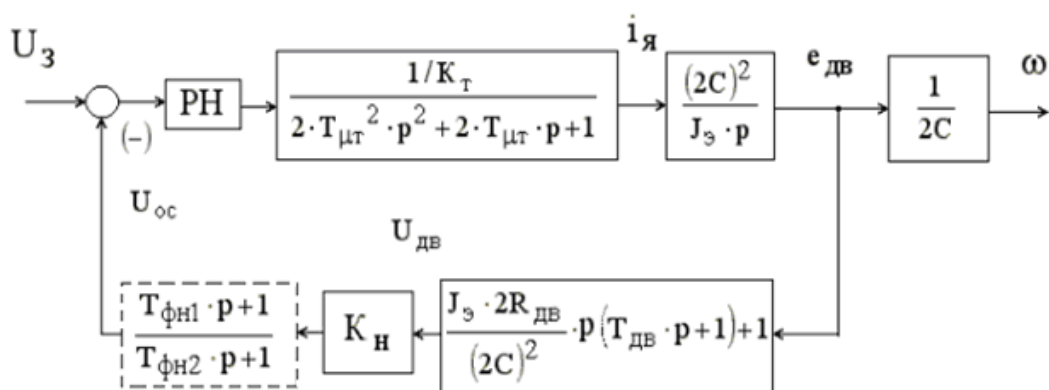 U_з
(−)
РН
1/К_т
2·T_μт²·p²+2·T_μт·p+1
i_я
(2C)²
J_э·p
e_дв
1
2C
ω
U_ос
U_дв
T_фн1·p+1
T_фн2·p+1
К_н
J_э·2R_дв
(2C)²
·p(T_дв·p+1)+1